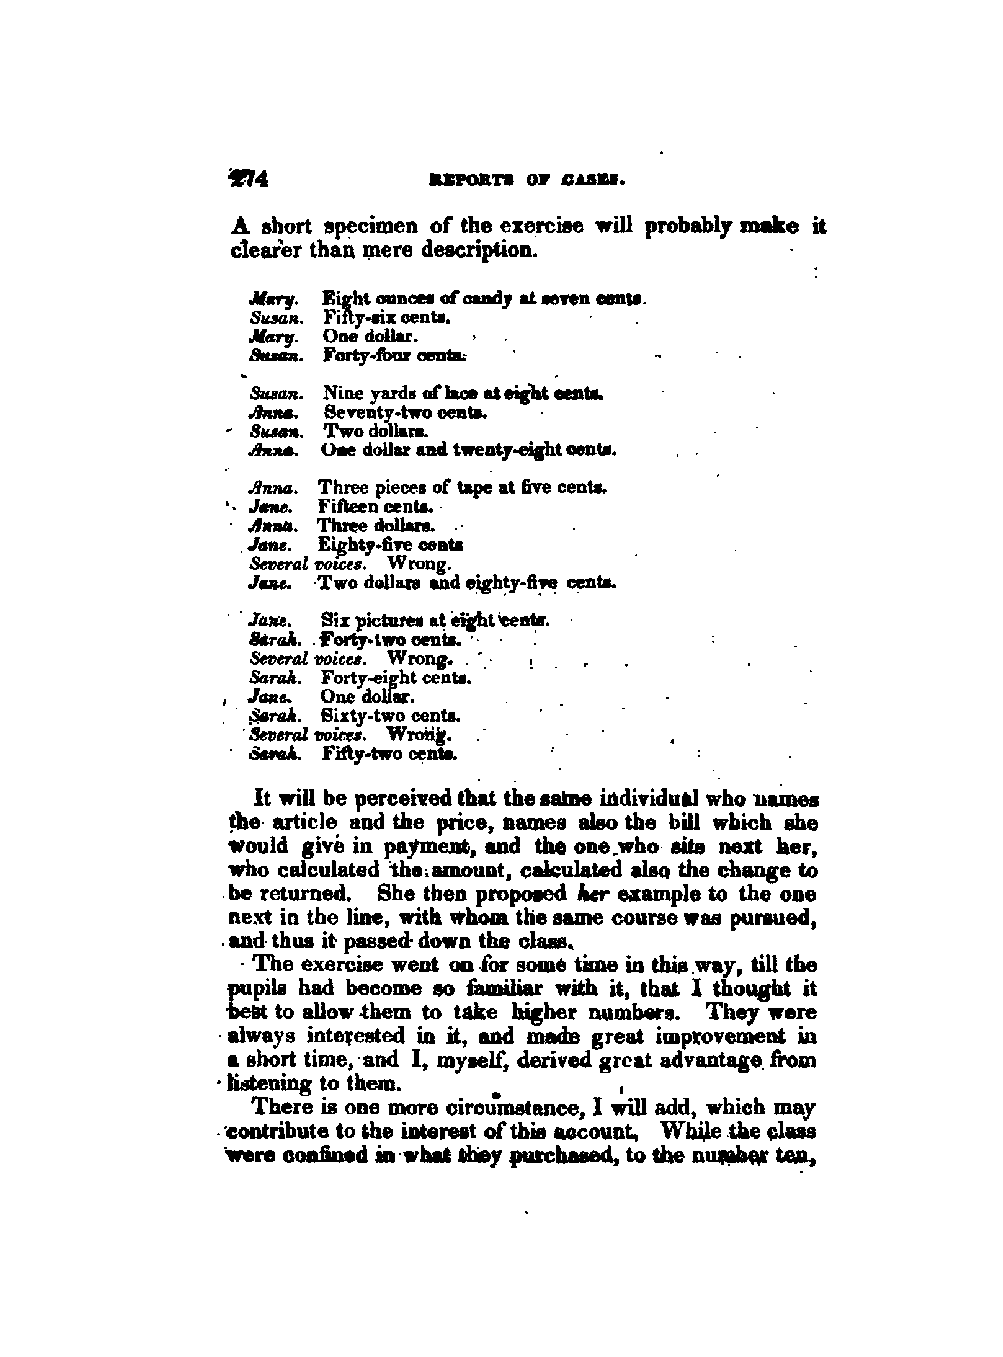 274 REPORTS OF CASES.
A short specimen of the exercise will probably make it
clearer than mere description.
Mary. Eight ounces of candy at seven cents.
Susan. Fifty-six cents.
Mary. One dollar.
Susan. Forty-four cents.
Susan. Nine yards of lace at eight cents.
Anna. Seventy-two cents.
Susan. Two dollars.
Anna. One dollar and twenty-eight cents.
Anna. Three pieces of tape at five cents.
Jane. Fifteen cents.
Anna. Three dollars.
Jane. Eighty-five cents
Several voices. Wrong.
Jane. Two dollars and eighty-five cents.
Jane. Six pictures at eight cents.
Sarah. Forty-two cents.
Several voices. Wrong.
Sarah. Forty-eight cents.
Jane. One dollar.
Sarah. Sixty-two cents.
Several voices. Wrong.
Sarah. Fifty-two cents.
It will be perceived that the same individual who names
the article and the price, names also the bill which she
would give in payment, and the one who sits next her,
who calculated the amount, calculated also the change to
be returned. She then proposed her example to the one
next in the line, with whom the same course was pursued,
and thus it passed down the class.
The exercise went on for some time in this way, till the
pupils had become so familiar with it, that I thought it
best to allow them to take higher numbers. They were
always interested in it, and made great improvement in
a short time, and I, myself, derived great advantage from
listening to them.
There is one more circumstance, I will add, which may
contribute to the interest of this account. While the class
were confined in what they purchased, to the number ten,